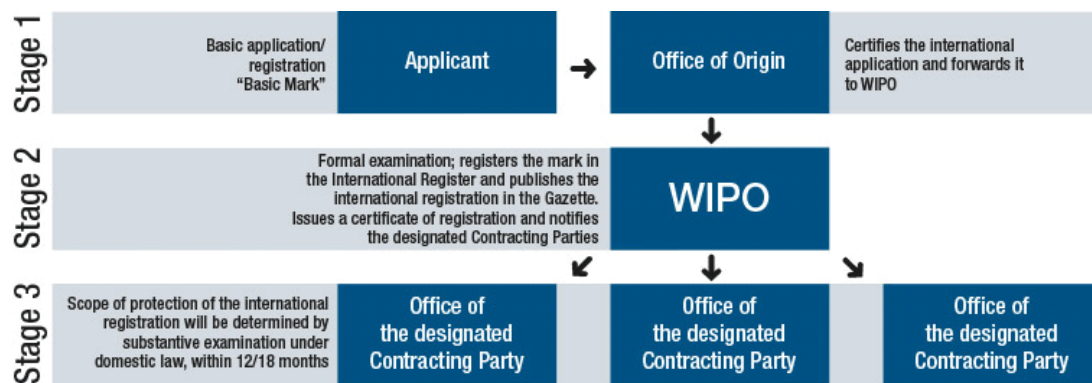 Stage 1
Basic application/
registration
“Basic Mark”
Applicant
Office of Origin
Certifies the international
application and forwards it
to WIPO
Stage 2
Formal examination; registers the mark in
the International Register and publishes the
international registration in the Gazette.
Issues a certificate of registration and notifies
the designated Contracting Parties
WIPO
Stage 3
Scope of protection of the international
registration will be determined by
substantive examination under
domestic law, within 12/18 months
Office of
the designated
Contracting Party
Office of
the designated
Contracting Party
Office of
the designated
Contracting Party